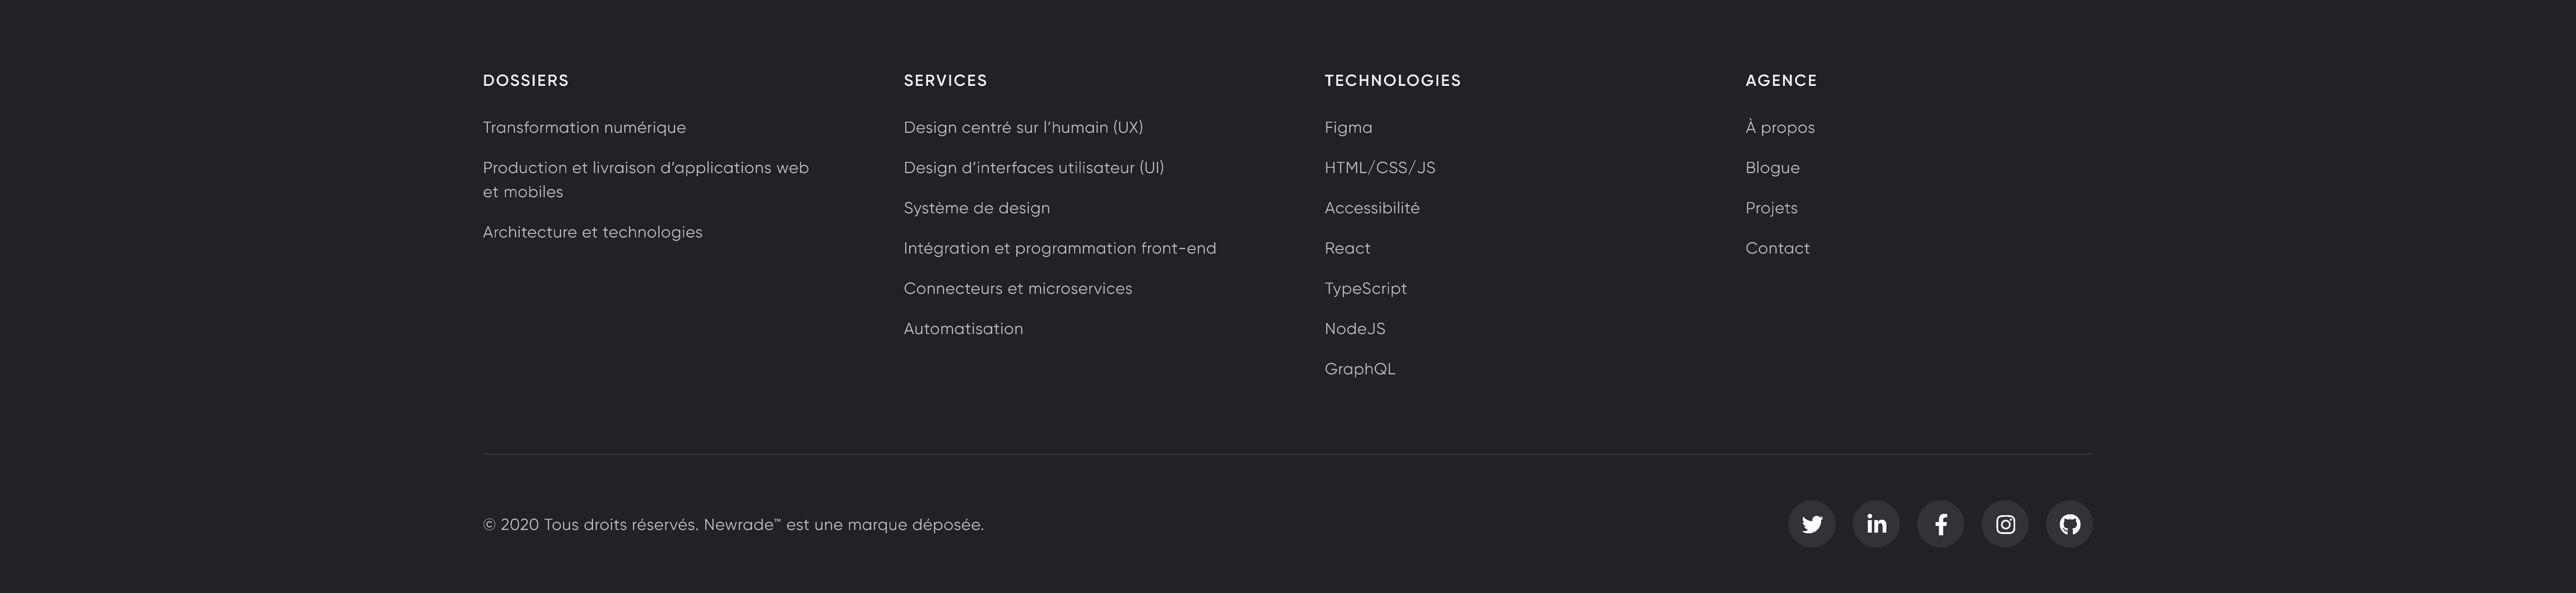 DOSSIERS
Transformation numérique
Production et livraison d’applications web
et mobiles
Architecture et technologies
SERVICES
Design centré sur l’humain (UX)
Design d’interfaces utilisateur (UI)
Système de design
Intégration et programmation front-end
Connecteurs et microservices
Automatisation
TECHNOLOGIES
Figma
HTML/CSS/JS
Accessibilité
React
TypeScript
NodeJS
GraphQL
AGENCE
À propos
Blogue
Projets
Contact
© 2020 Tous droits réservés. Newrade™ est une marque déposée.